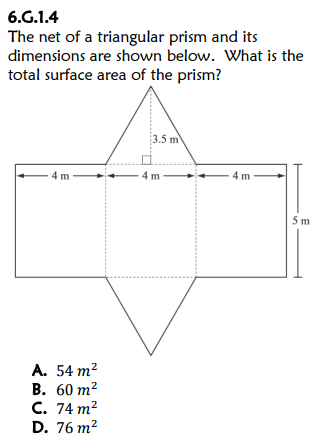 6.G.1.4
The net of a triangular prism and its
dimensions are shown below. What is the
total surface area of the prism?
3.5 m
4 m 4 m 4 m
5 m
A. 54 m²
B. 60 m²
C. 74 m²
D. 76 m²